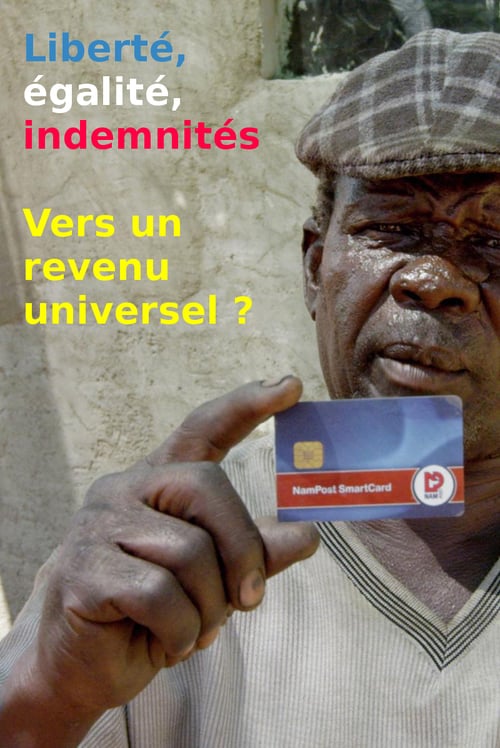 Liberté,
égalité,
indemnités
Vers un
revenu
universel ?
NamPost SmartCard
NAM